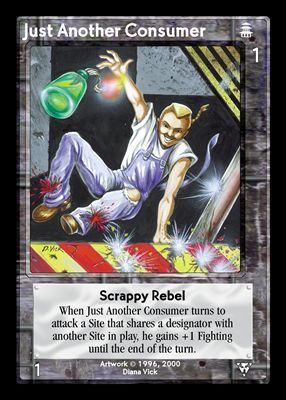 Just Another Consumer
1
D. Vick
Scrappy Rebel
When Just Another Consumer turns to
attack a Site that shares a designator with
another Site in play, he gains +1 Fighting
until the end of the turn.
1
Artwork © 1996, 2000
Diana Vick